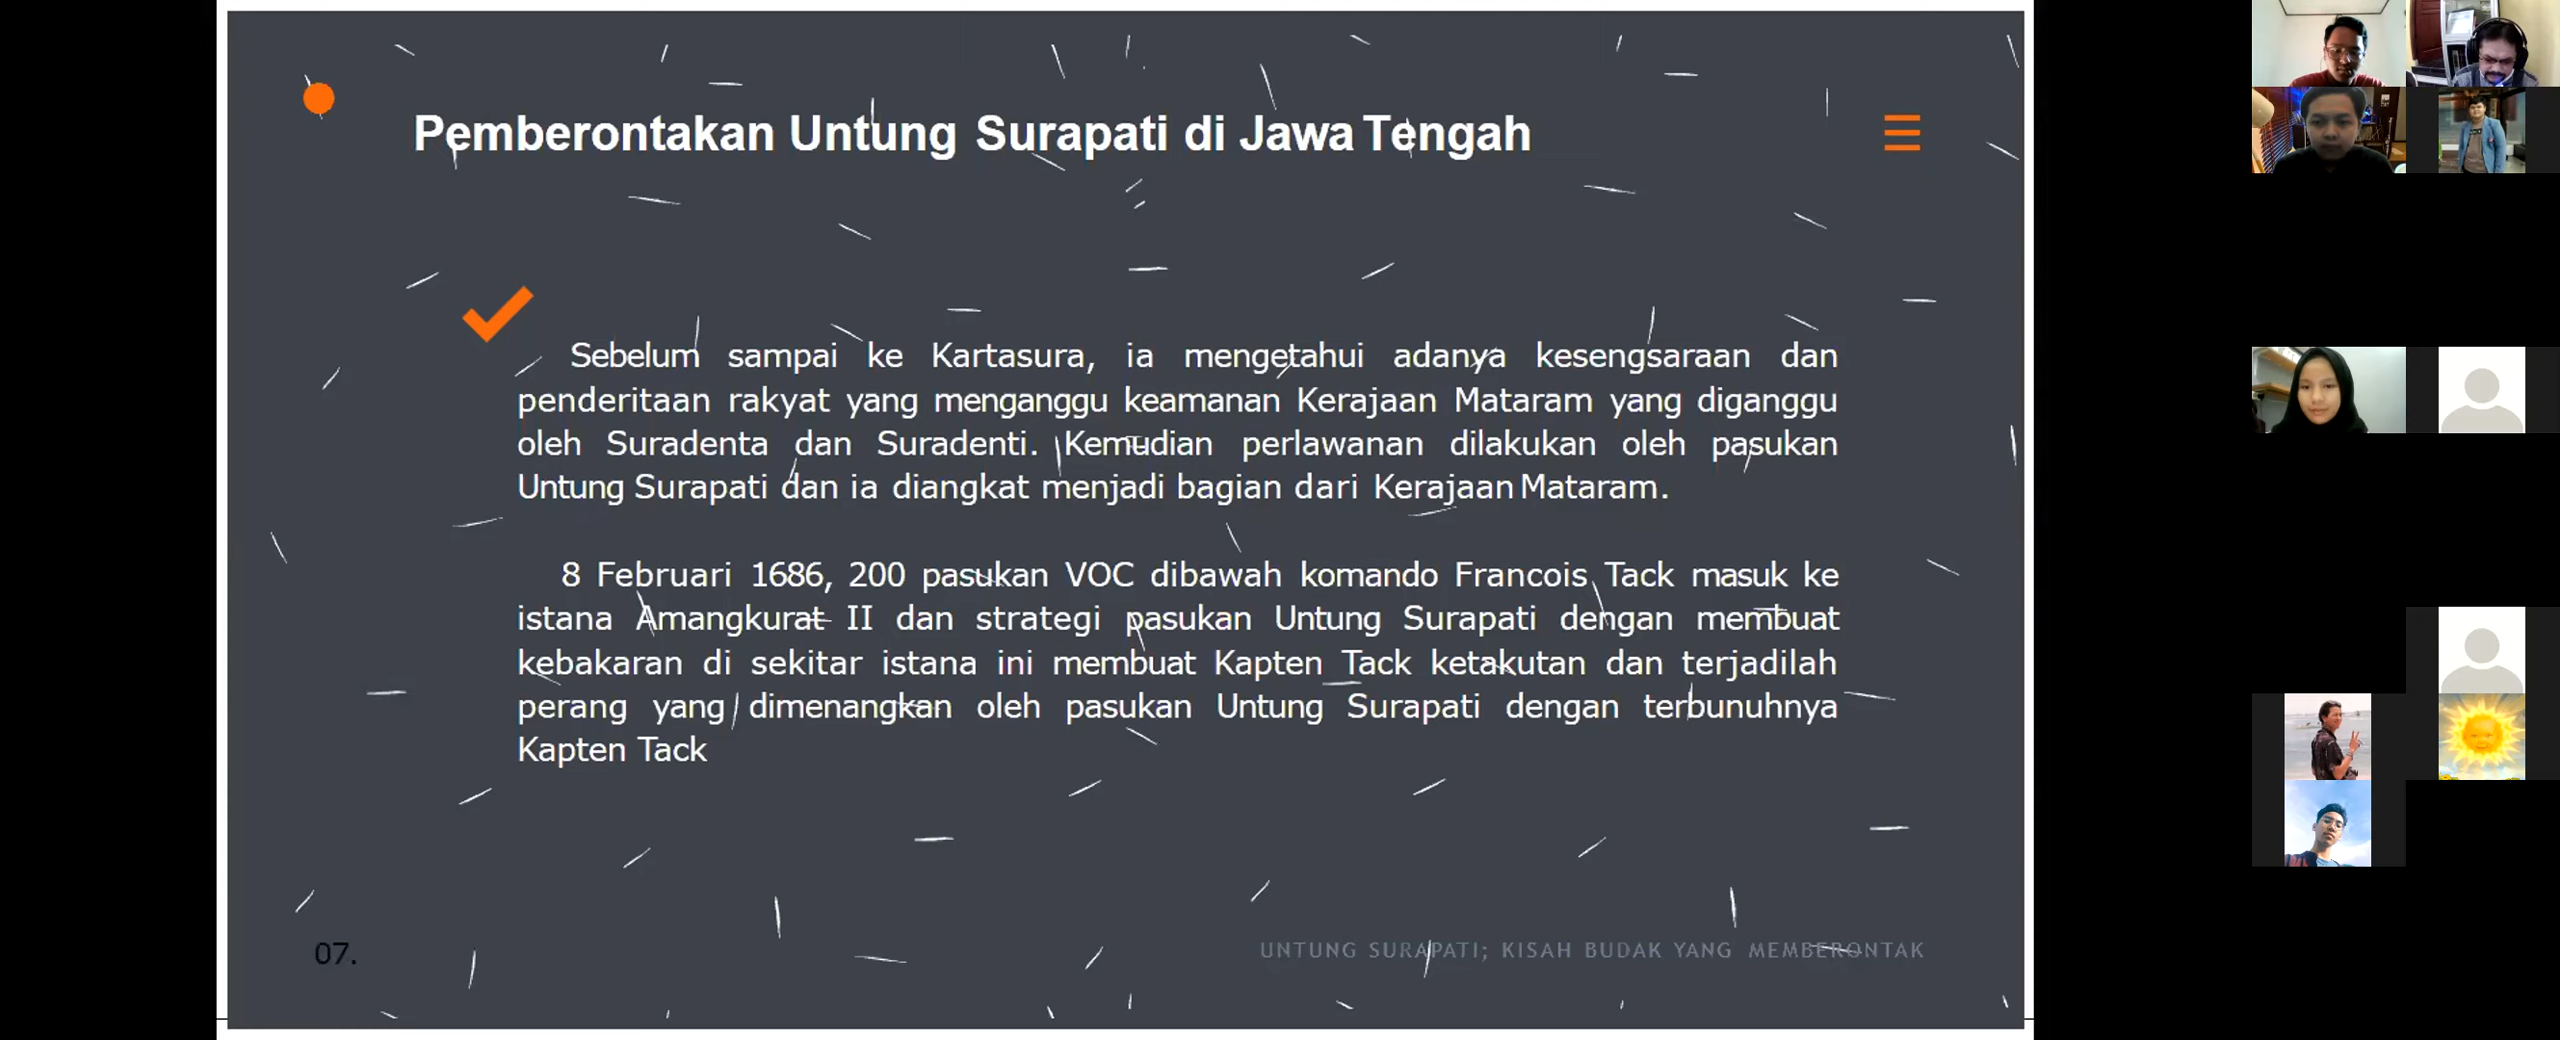 Pemberontakan Untung Surapati di Jawa Tengah
Sebelum sampai ke Kartasura, ia mengetahui adanya kesengsaraan dan
penderitaan rakyat yang menganggu keamanan Kerajaan Mataram yang diganggu
oleh Suradenta dan Suradenti. Kemudian perlawanan dilakukan oleh pasukan
Untung Surapati dan ia diangkat menjadi bagian dari Kerajaan Mataram.
8 Februari 1686, 200 pasukan VOC dibawah komando Francois Tack masuk ke
istana Amangkurat II dan strategi pasukan Untung Surapati dengan membuat
kebakaran di sekitar istana ini membuat Kapten Tack ketakutan dan terjadilah
perang yang dimenangkan oleh pasukan Untung Surapati dengan terbunuhnya
Kapten Tack
07.
UNTUNG SURAPATI; KISAH BUDAK YANG MEMBERONTAK